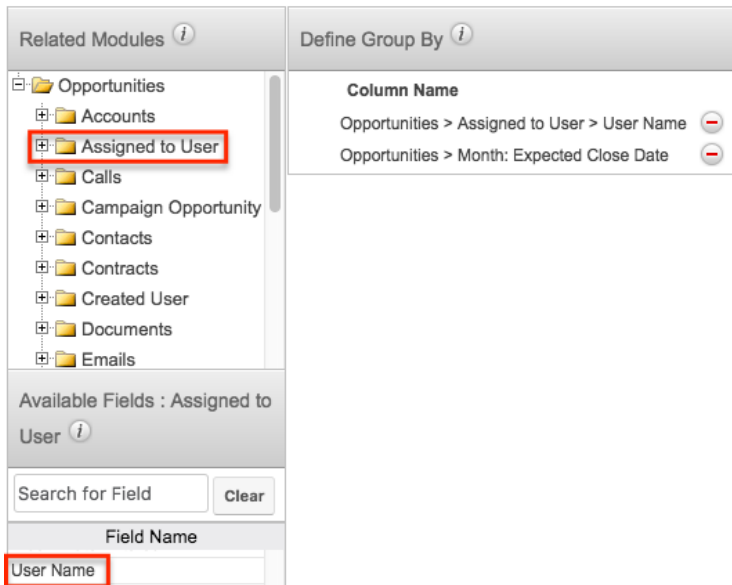 Related Modules i
Opportunities
Accounts
Assigned to User
Calls
Campaign Opportunity
Contacts
Contracts
Created User
Documents
Emails
Available Fields : Assigned to
User i
Search for Field Clear
Field Name
User Name
Define Group By i
Column Name
Opportunities > Assigned to User > User Name
Opportunities > Month: Expected Close Date